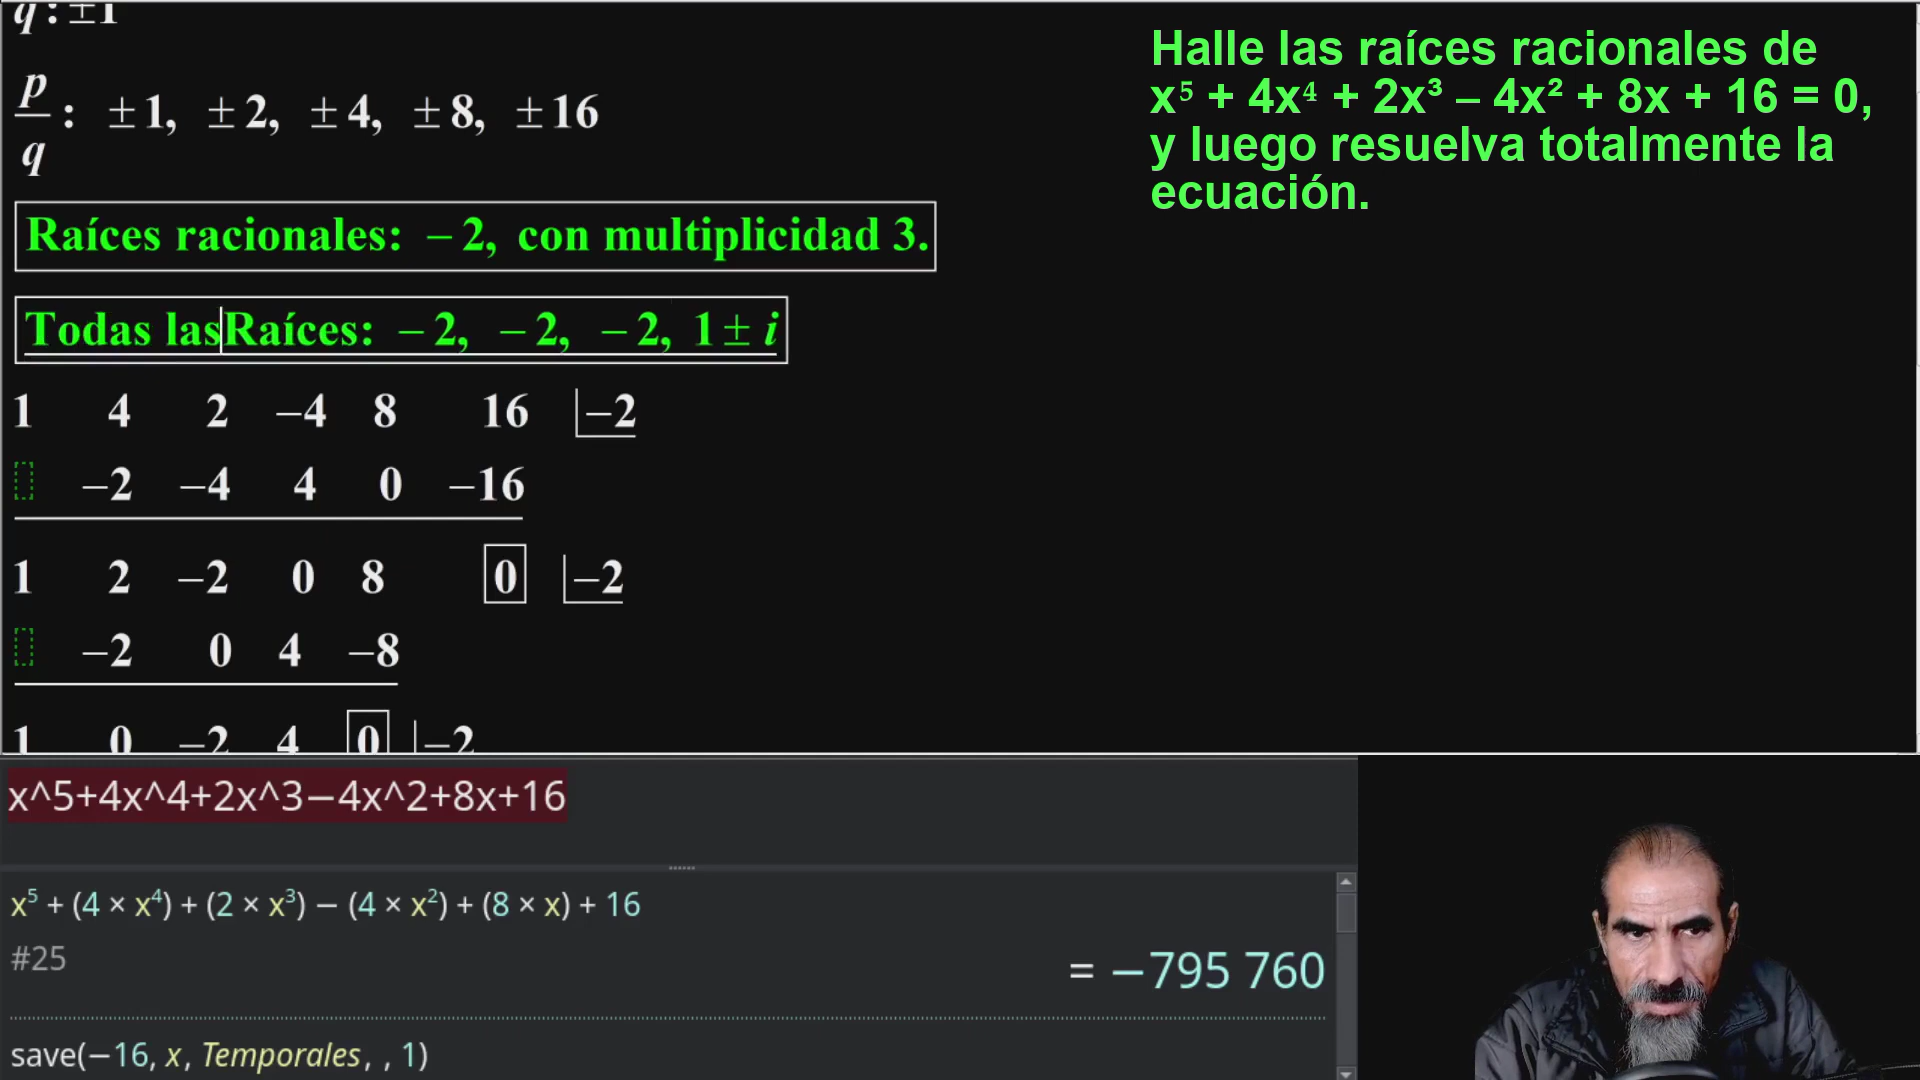 q : ±1
p/q : ±1, ±2, ±4, ±8, ±16
Raíces racionales: −2, con multiplicidad 3.
Todas lasRaíces: −2, −2, −2, 1 ± i
1 4 2 −4 8 16 −2
−2 −4 4 0 −16
1 2 −2 0 8 0 −2
−2 0 4 −8
1 0 −2 4 0 −2
Halle las raíces racionales de
x⁵ + 4x⁴ + 2x³ – 4x² + 8x + 16 = 0,
y luego resuelva totalmente la
ecuación.
x^5+4x^4+2x^3−4x^2+8x+16
x⁵ + (4 × x⁴) + (2 × x³) − (4 × x²) + (8 × x) + 16
#25
= −795 760
save(−16, x, Temporales, , 1)